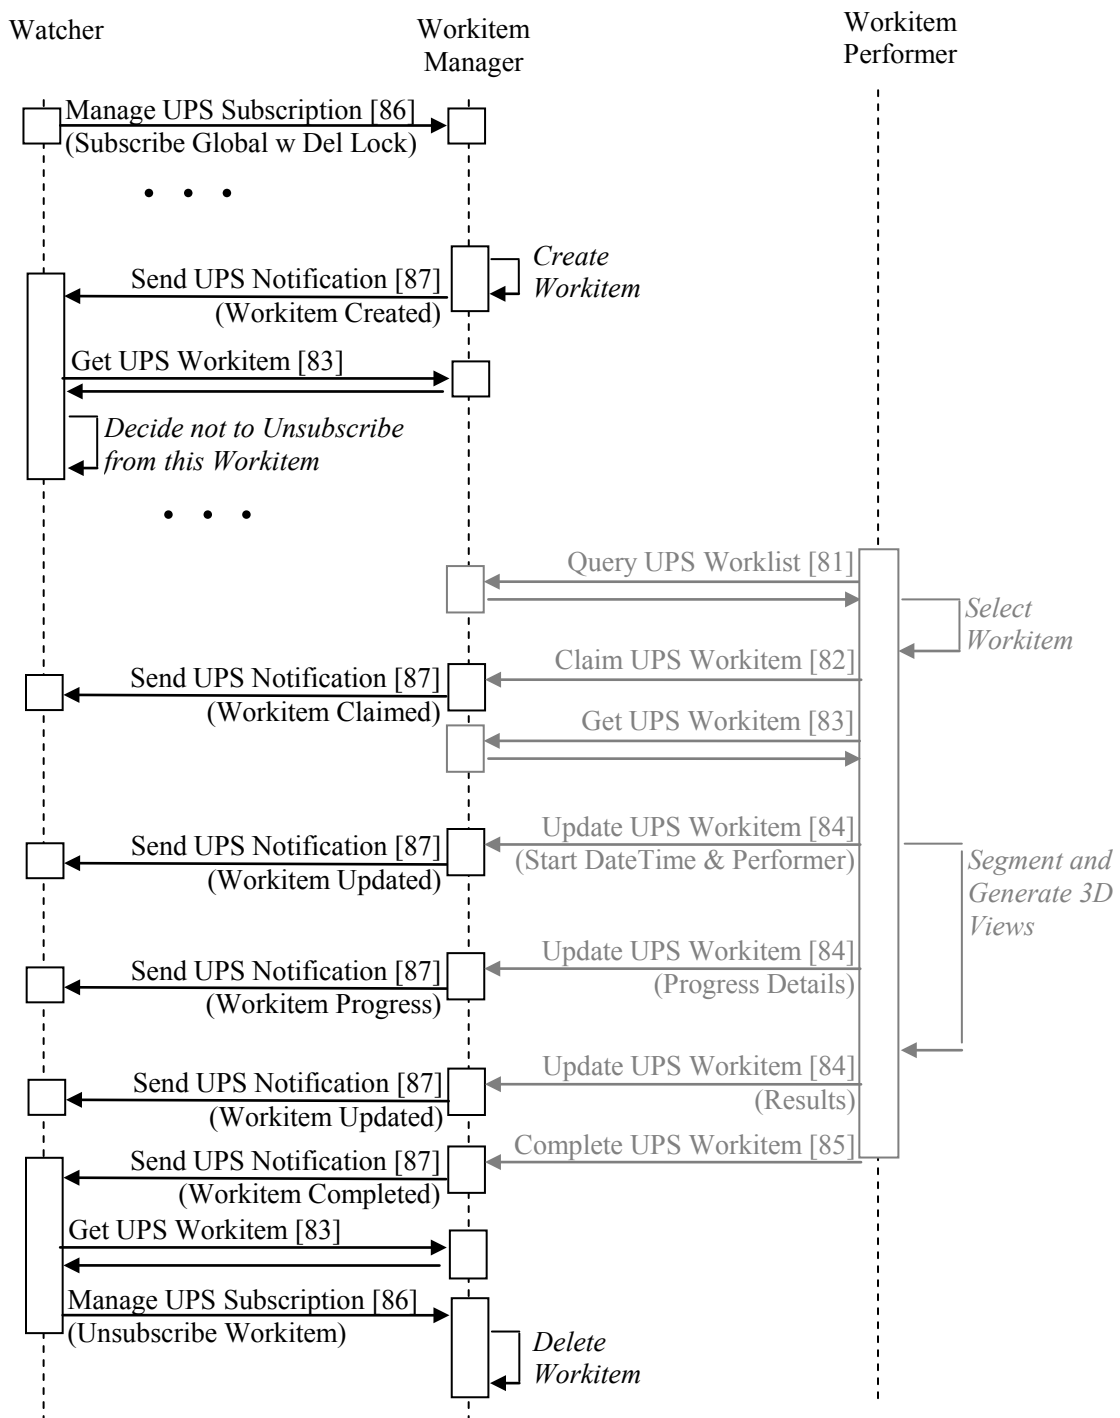 Watcher
Workitem
Manager
Workitem
Performer
Manage UPS Subscription [86]
(Subscribe Global w Del Lock)
. . .
Create
Workitem
Send UPS Notification [87]
(Workitem Created)
Get UPS Workitem [83]
Decide not to Unsubscribe
from this Workitem
. . .
Query UPS Worklist [81]
Select
Workitem
Claim UPS Workitem [82]
Send UPS Notification [87]
(Workitem Claimed)
Get UPS Workitem [83]
Update UPS Workitem [84]
(Start DateTime & Performer)
Send UPS Notification [87]
(Workitem Updated)
Segment and
Generate 3D
Views
Update UPS Workitem [84]
(Progress Details)
Send UPS Notification [87]
(Workitem Progress)
Update UPS Workitem [84]
(Results)
Send UPS Notification [87]
(Workitem Updated)
Complete UPS Workitem [85]
Send UPS Notification [87]
(Workitem Completed)
Get UPS Workitem [83]
Manage UPS Subscription [86]
(Unsubscribe Workitem)
Delete
Workitem